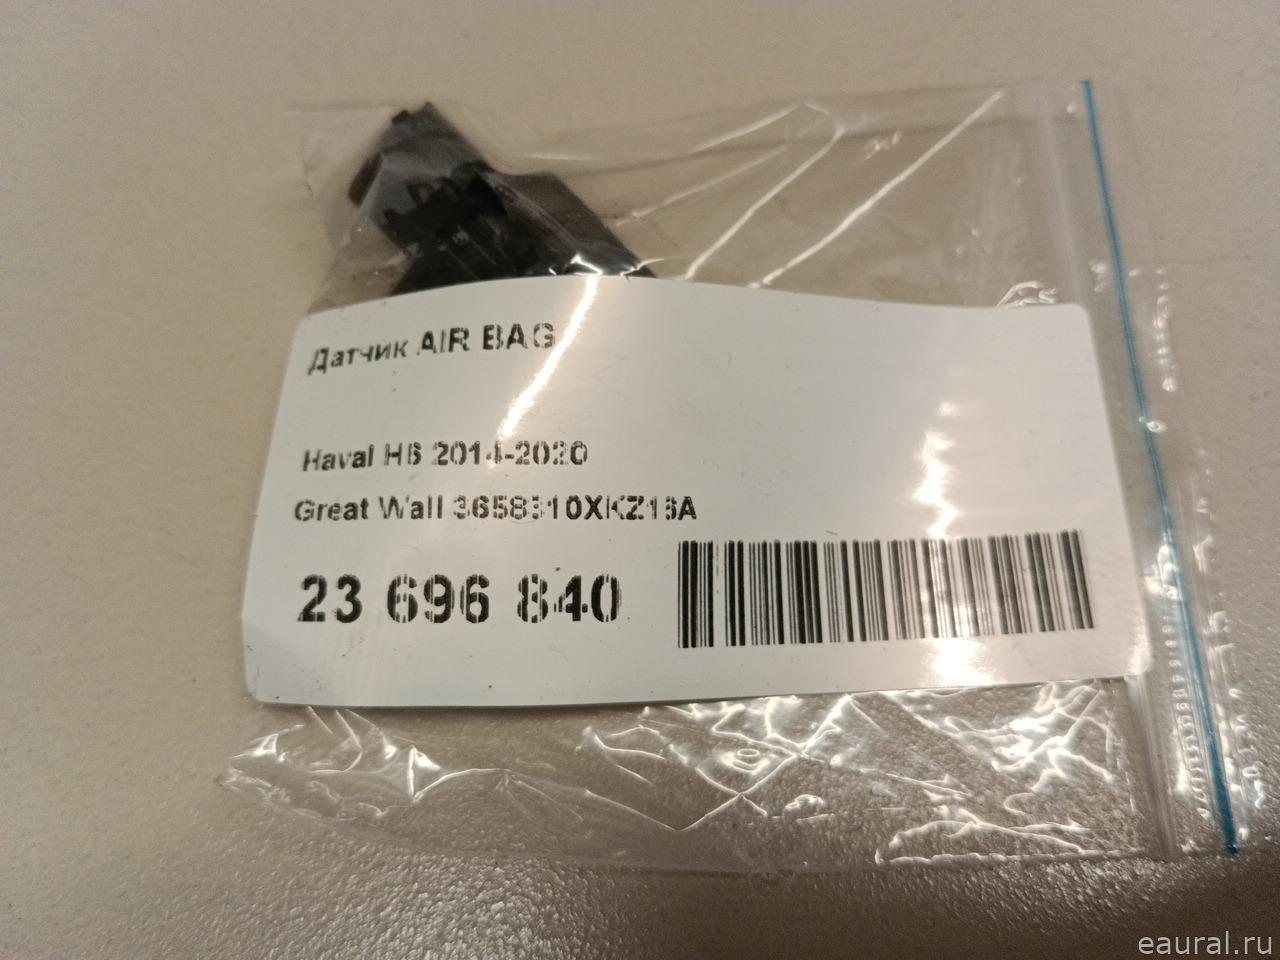 Датчик AIR BAG
Haval H6 2014-2020
Great Wall 3658310XKZ16A
23 696 840
eaural.ru